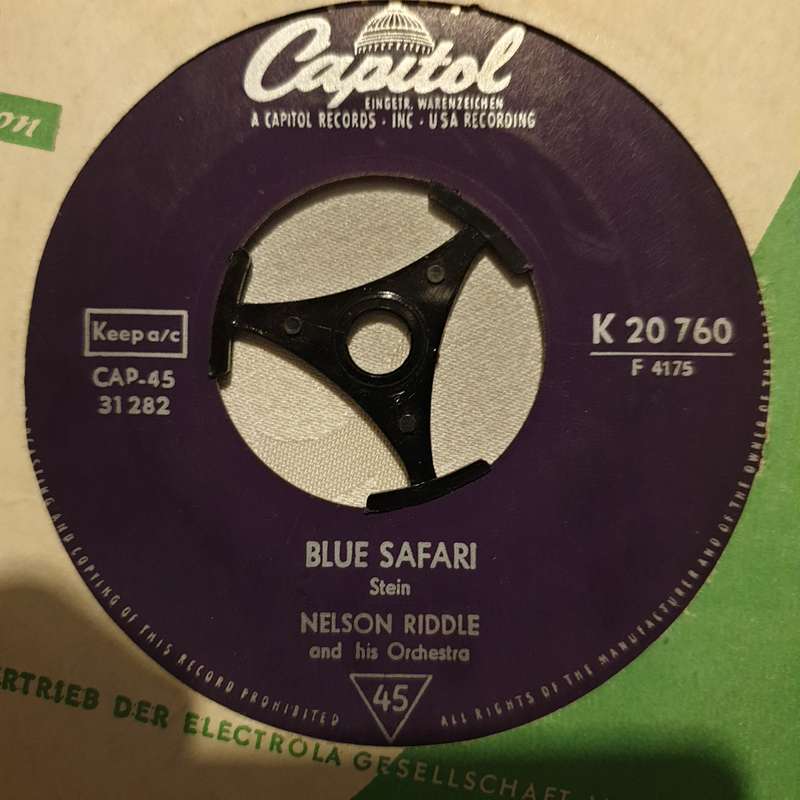 on
Capitol
EINGETR. WARENZEICHEN
A CAPITOL RECORDS · INC · USA RECORDING
Keep a/c
CAP-45
31 282
K 20 760
F 4175
BLUE SAFARI
Stein
NELSON RIDDLE
and his Orchestra
45
AND COPYING OF THIS RECORD PROHIBITED
ALL RIGHTS OF THE MANUFACTURER AND OF THE OWNER OF THE
DER ELECTROLA GESELLSCHAFT